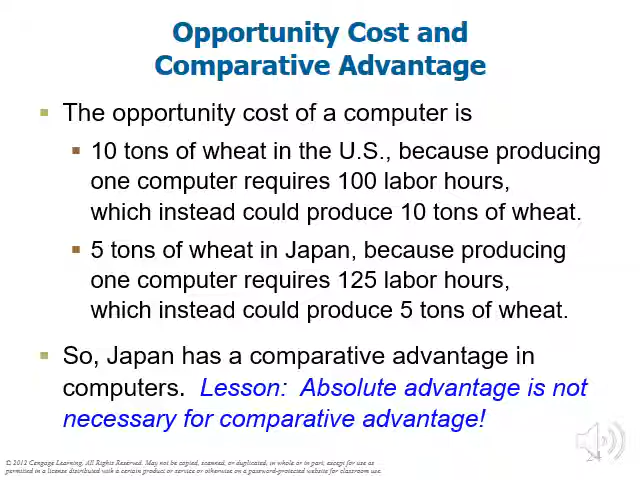 Opportunity Cost and
Comparative Advantage
The opportunity cost of a computer is
10 tons of wheat in the U.S., because producing
one computer requires 100 labor hours,
which instead could produce 10 tons of wheat.
5 tons of wheat in Japan, because producing
one computer requires 125 labor hours,
which instead could produce 5 tons of wheat.
So, Japan has a comparative advantage in
computers. Lesson: Absolute advantage is not
necessary for comparative advantage!
© 2012 Cengage Learning. All Rights Reserved. May not be copied, scanned, or duplicated, in whole or in part, except for use as
permitted in a license distributed with a certain product or service or otherwise on a password-protected website for classroom use.
24